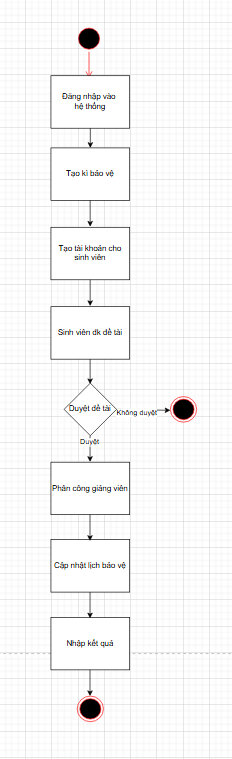 Đăng nhập vào
hệ thống
Tạo kì bảo vệ
Tạo tài khoản cho
sinh viên
Sinh viên đk đề tài
Duyệt đề tài
Không duyệt
Duyệt
Phân công giảng viên
Cập nhật lịch bảo vệ
Nhập kết quả